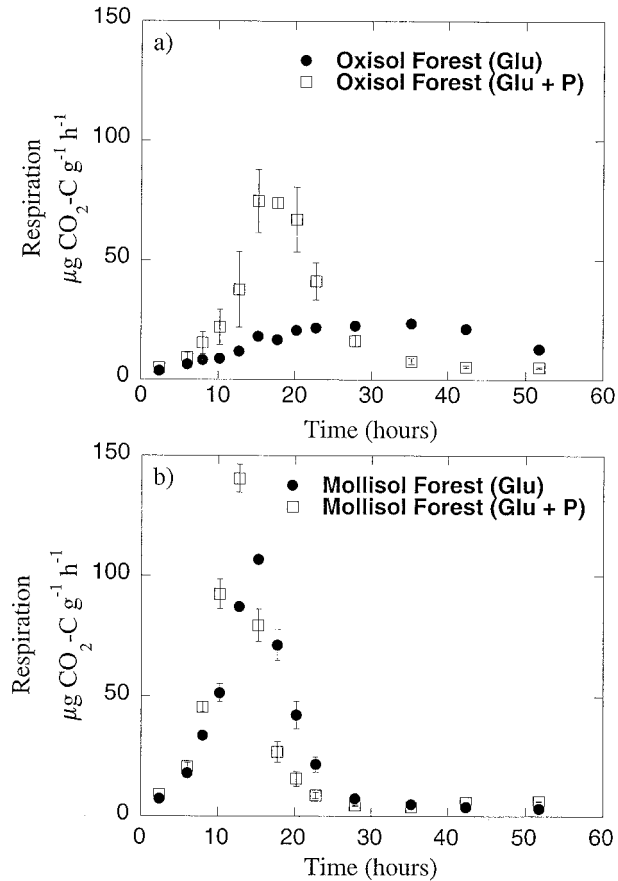 150
a)
Oxisol Forest (Glu)
Oxisol Forest (Glu + P)
100
Respiration
µg CO₂-C g⁻¹ h⁻¹
50
0
0 10 20 30 40 50 60
Time (hours)
150
b)
Mollisol Forest (Glu)
Mollisol Forest (Glu + P)
100
Respiration
µg CO₂-C g⁻¹ h⁻¹
50
0
0 10 20 30 40 50 60
Time (hours)